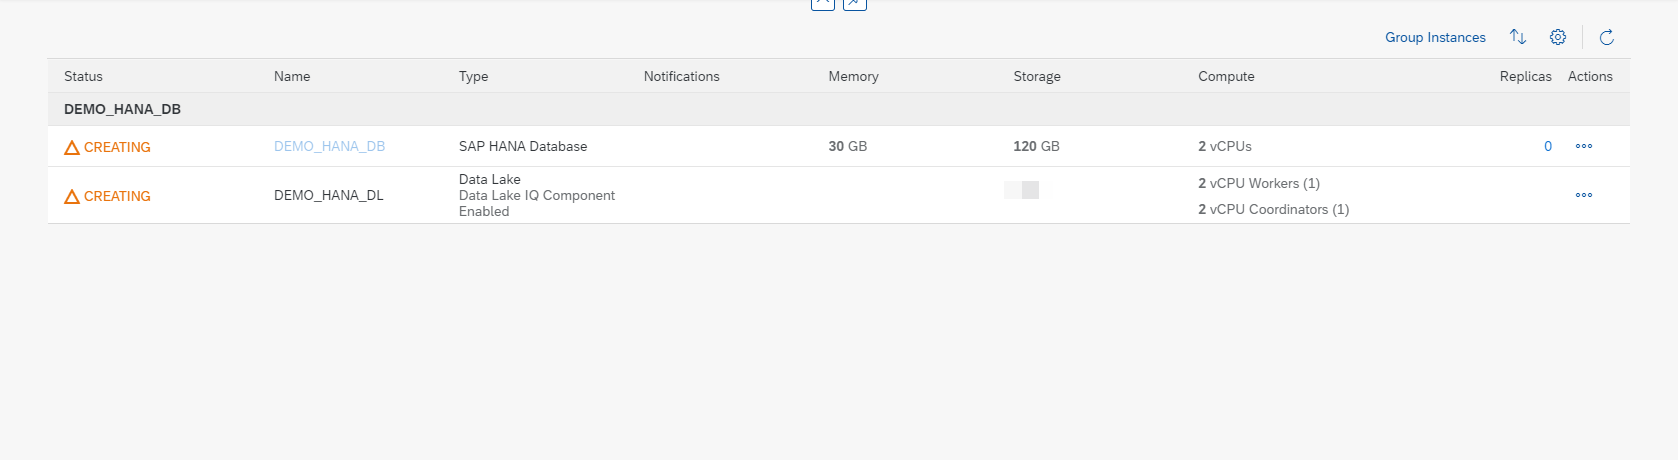 Group Instances
Status Name Type Notifications Memory Storage Compute Replicas Actions
DEMO_HANA_DB
CREATING DEMO_HANA_DB SAP HANA Database 30 GB 120 GB 2 vCPUs 0
CREATING DEMO_HANA_DL Data Lake
Data Lake IQ Component
Enabled
2 vCPU Workers (1)
2 vCPU Coordinators (1)